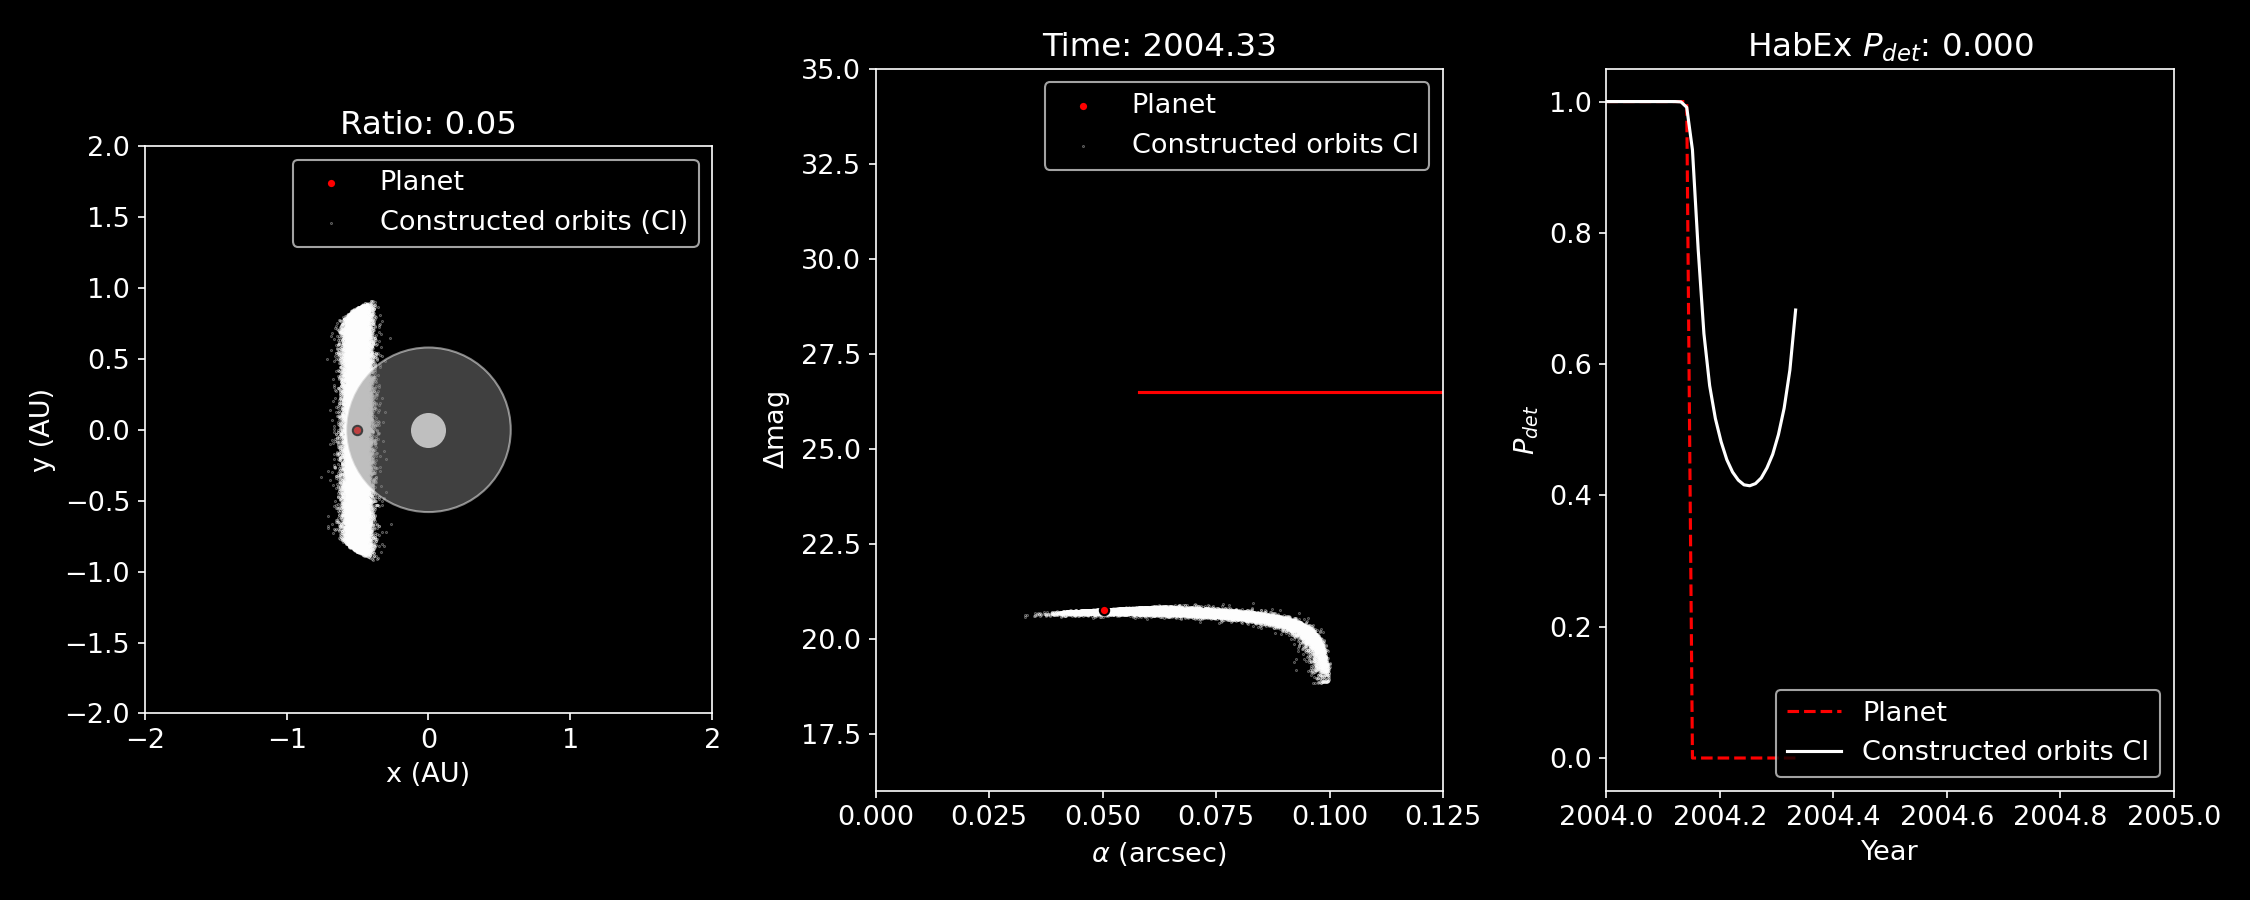 Ratio: 0.05
Planet
Constructed orbits (CI)
2.0
1.5
1.0
0.5
0.0
−0.5
−1.0
−1.5
−2.0
y (AU)
−2
−1
0
1
2
x (AU)
Time: 2004.33
Planet
Constructed orbits CI
35.0
32.5
30.0
27.5
25.0
22.5
20.0
17.5
Δmag
0.000
0.025
0.050
0.075
0.100
0.125
α (arcsec)
HabEx P_det: 0.000
1.0
0.8
0.6
0.4
0.2
0.0
P_det
Planet
Constructed orbits CI
2004.0
2004.2
2004.4
2004.6
2004.8
2005.0
Year